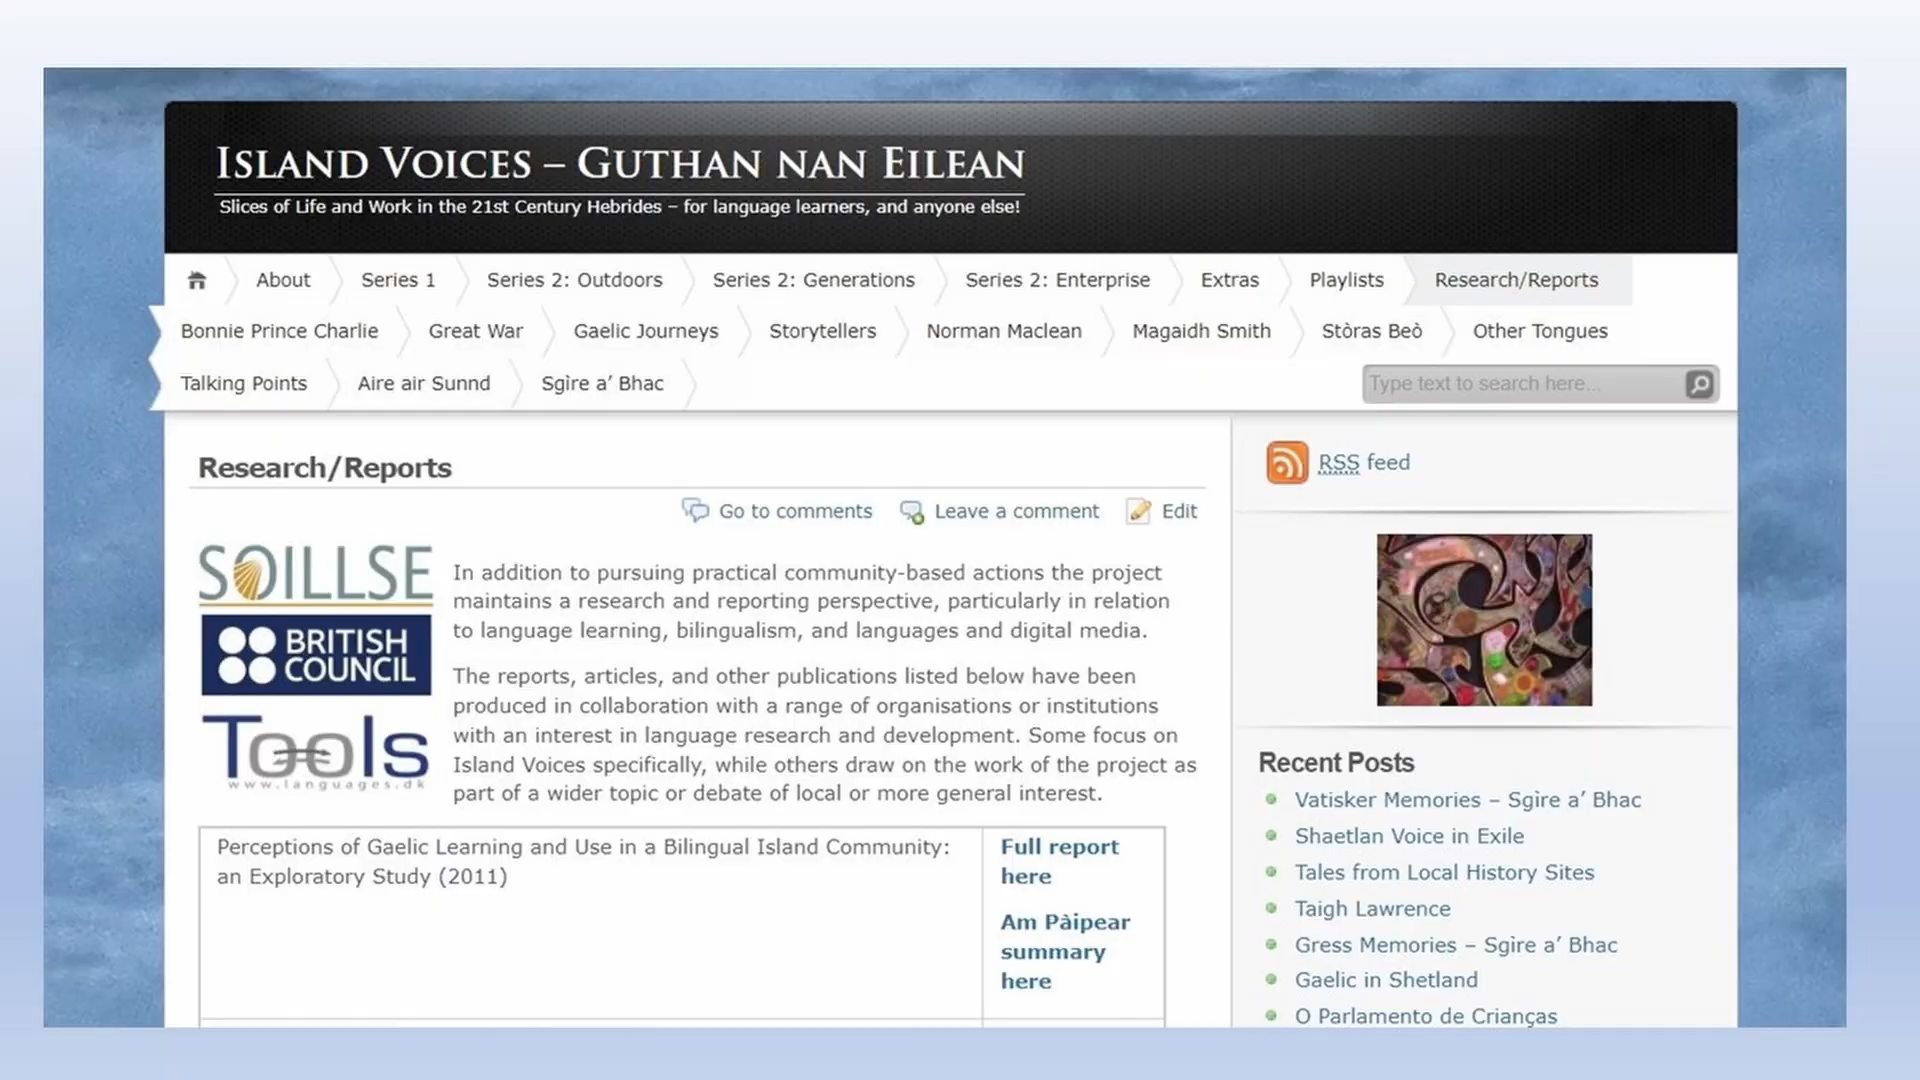 ISLAND VOICES – GUTHAN NAN EILEAN
Slices of Life and Work in the 21st Century Hebrides – for language learners, and anyone else!
About Series 1 Series 2: Outdoors Series 2: Generations Series 2: Enterprise Extras Playlists Research/Reports
Bonnie Prince Charlie Great War Gaelic Journeys Storytellers Norman Maclean Magaidh Smith Stòras Beò Other Tongues
Talking Points Aire air Sunnd Sgìre a’ Bhac Type text to search here...
Research/Reports
Go to comments Leave a comment Edit
SOILLSE
BRITISH
COUNCIL
Tools
www.languages.dk
In addition to pursuing practical community-based actions the project
maintains a research and reporting perspective, particularly in relation
to language learning, bilingualism, and languages and digital media.
The reports, articles, and other publications listed below have been
produced in collaboration with a range of organisations or institutions
with an interest in language research and development. Some focus on
Island Voices specifically, while others draw on the work of the project as
part of a wider topic or debate of local or more general interest.
Perceptions of Gaelic Learning and Use in a Bilingual Island Community:
an Exploratory Study (2011)
Full report
here
Am Pàipear
summary
here
RSS feed
Recent Posts
Vatisker Memories – Sgìre a’ Bhac
Shaetlan Voice in Exile
Tales from Local History Sites
Taigh Lawrence
Gress Memories – Sgìre a’ Bhac
Gaelic in Shetland
O Parlamento de Crianças